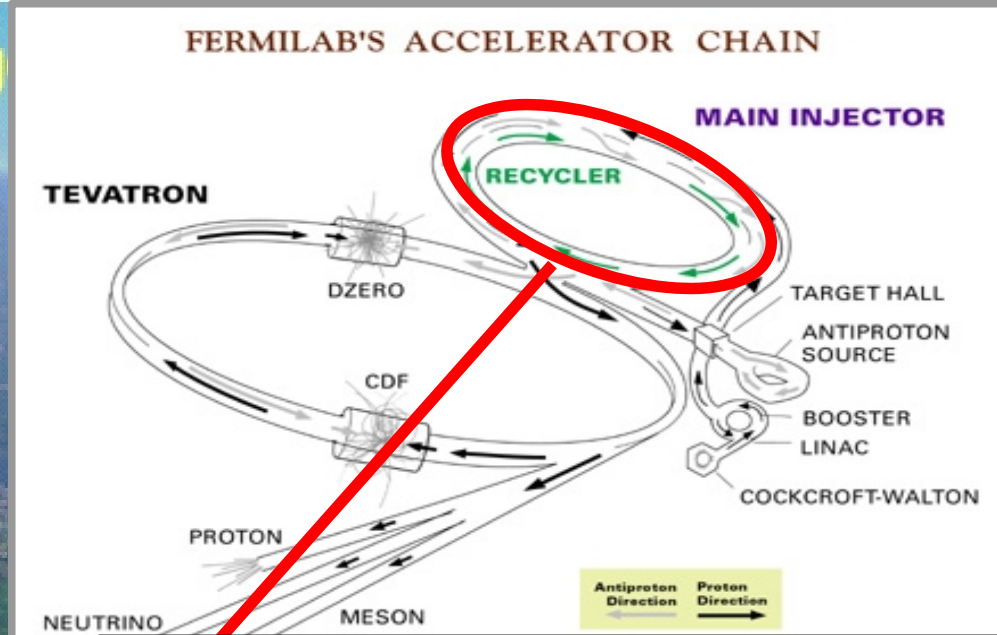 FERMILAB'S ACCELERATOR CHAIN
MAIN INJECTOR
RECYCLER
TEVATRON
DZERO
TARGET HALL
ANTIPROTON
SOURCE
CDF
BOOSTER
LINAC
COCKCROFT-WALTON
PROTON
Antiproton
Direction
Proton
Direction
NEUTRINO
MESON